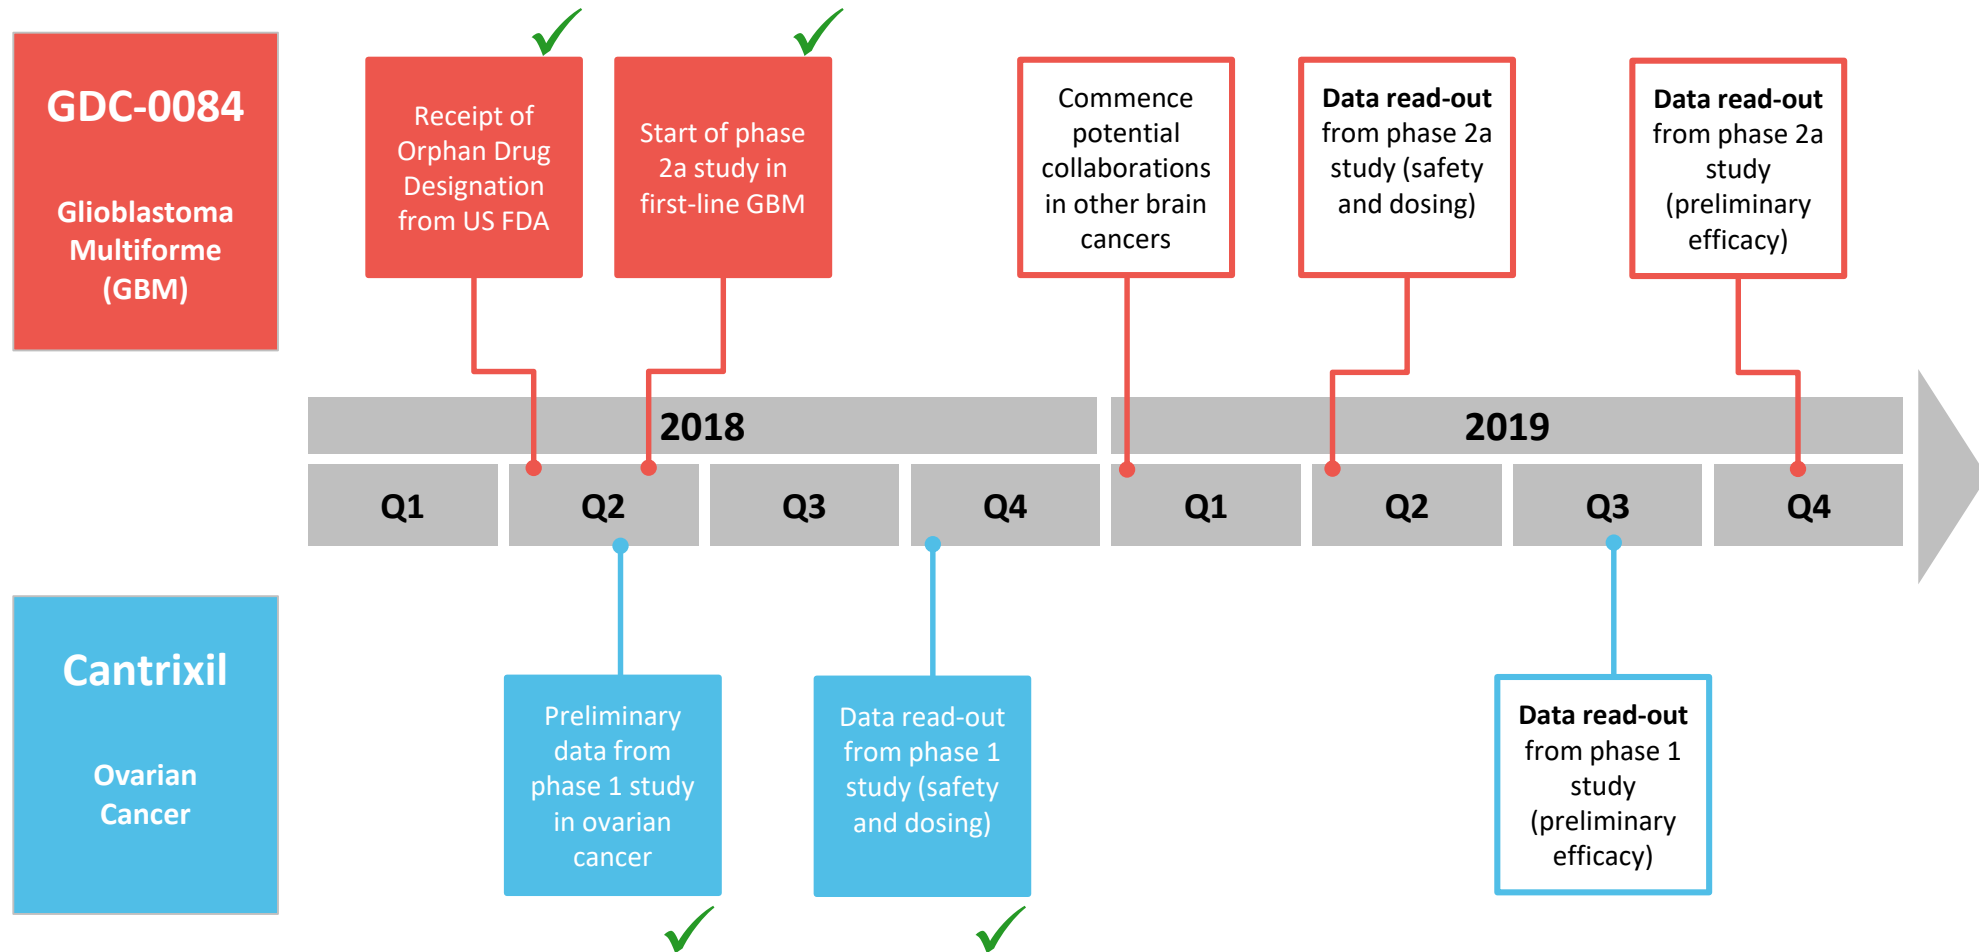 GDC-0084
Glioblastoma
Multiforme
(GBM)
Receipt of
Orphan Drug
Designation
from US FDA
Start of phase
2a study in
first-line GBM
Commence
potential
collaborations
in other brain
cancers
Data read-out
from phase 2a
study (safety
and dosing)
Data read-out
from phase 2a
study
(preliminary
efficacy)
2018
2019
Q1
Q2
Q3
Q4
Q1
Q2
Q3
Q4
Cantrixil
Ovarian
Cancer
Preliminary
data from
phase 1 study
in ovarian
cancer
Data read-out
from phase 1
study (safety
and dosing)
Data read-out
from phase 1
study
(preliminary
efficacy)